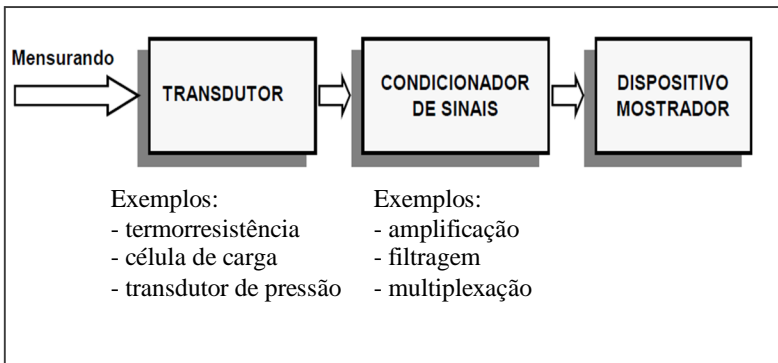 Mensurando
TRANSDUTOR
CONDICIONADOR
DE SINAIS
DISPOSITIVO
MOSTRADOR
Exemplos:
- termorresistência
- célula de carga
- transdutor de pressão
Exemplos:
- amplificação
- filtragem
- multiplexação